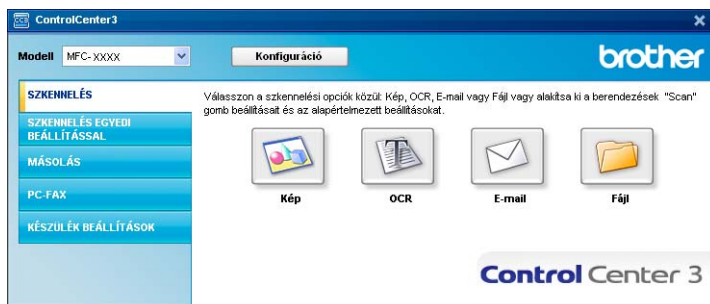 ControlCenter3
Modell MFC-XXXX Konfiguráció brother
SZKENNELÉS
SZKENNELÉS EGYEDI
BEÁLLÍTÁSSAL
MÁSOLÁS
PC-FAX
KÉSZÜLÉK BEÁLLÍTÁSOK
Válasszon a szkennelési opciók közül: Kép, OCR, E-mail vagy Fájl vagy alakítsa ki a berendezések "Scan"
gomb beállításait és az alapértelmezett beállításokat.
Kép OCR E-mail Fájl
Control Center 3